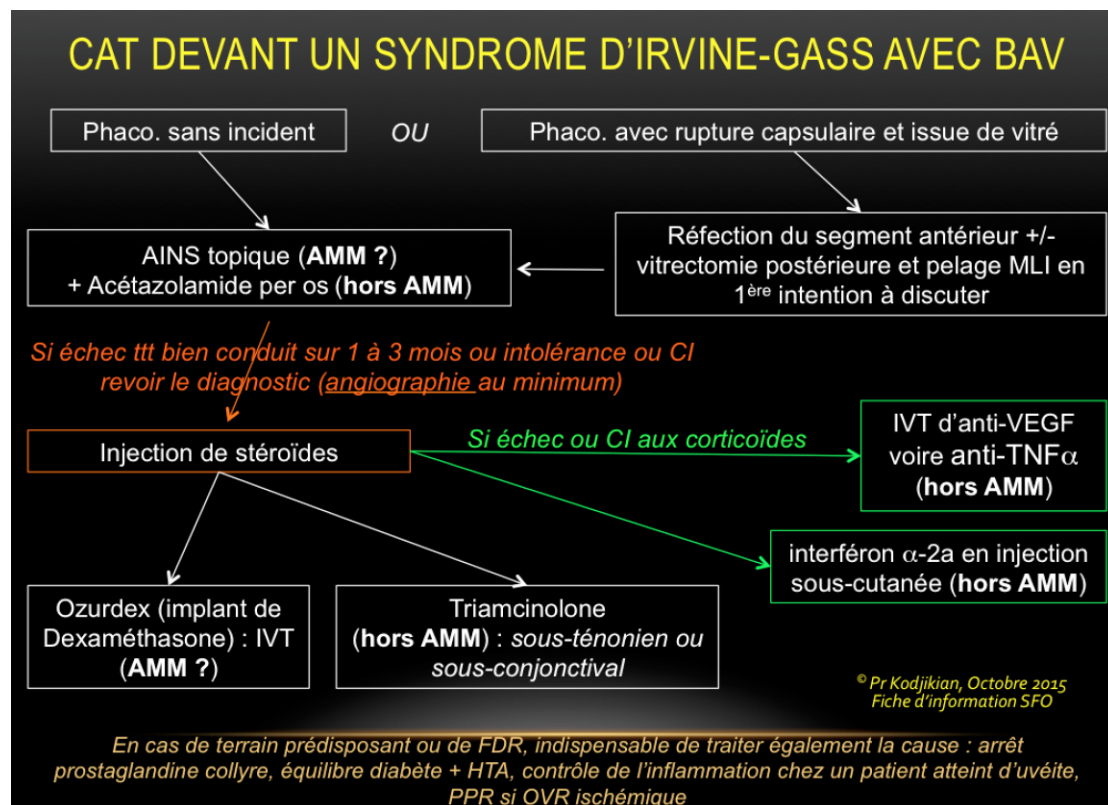 CAT DEVANT UN SYNDROME D'IRVINE-GASS AVEC BAV
Phaco. sans incident
OU
Phaco. avec rupture capsulaire et issue de vitré
AINS topique (AMM ?)
+ Acétazolamide per os (hors AMM)
Réfection du segment antérieur +/-
vitrectomie postérieure et pelage MLI en
1ère intention à discuter
Si échec ttt bien conduit sur 1 à 3 mois ou intolérance ou CI
revoir le diagnostic (angiographie au minimum)
Injection de stéroïdes
Si échec ou CI aux corticoïdes
IVT d'anti-VEGF
voire anti-TNFα
(hors AMM)
interféron α-2a en injection
sous-cutanée (hors AMM)
Ozurdex (implant de
Dexaméthasone) : IVT
(AMM ?)
Triamcinolone
(hors AMM) : sous-ténonien ou
sous-conjonctival
© Pr Kodjikian, Octobre 2015
Fiche d'information SFO
En cas de terrain prédisposant ou de FDR, indispensable de traiter également la cause : arrêt
prostaglandine collyre, équilibre diabète + HTA, contrôle de l'inflammation chez un patient atteint d'uvéite,
PPR si OVR ischémique